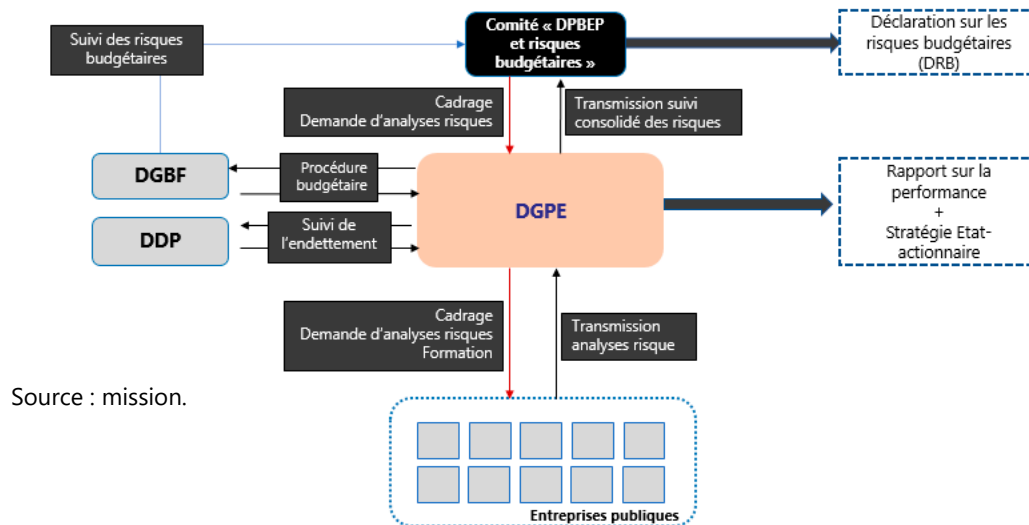 Suivi des risques
budgétaires
Comité « DPBEP
et risques
budgétaires »
Déclaration sur les
risques budgétaires
(DRB)
Cadrage
Demande d'analyses risques
Transmission suivi
consolidé des risques
DGBF
Procédure
budgétaire
DGPE
DDP
Suivi de
l'endettement
Rapport sur la
performance
+
Stratégie Etat-
actionnaire
Cadrage
Demande d'analyses risques
Formation
Transmission
analyses risque
Source : mission.
Entreprises publiques